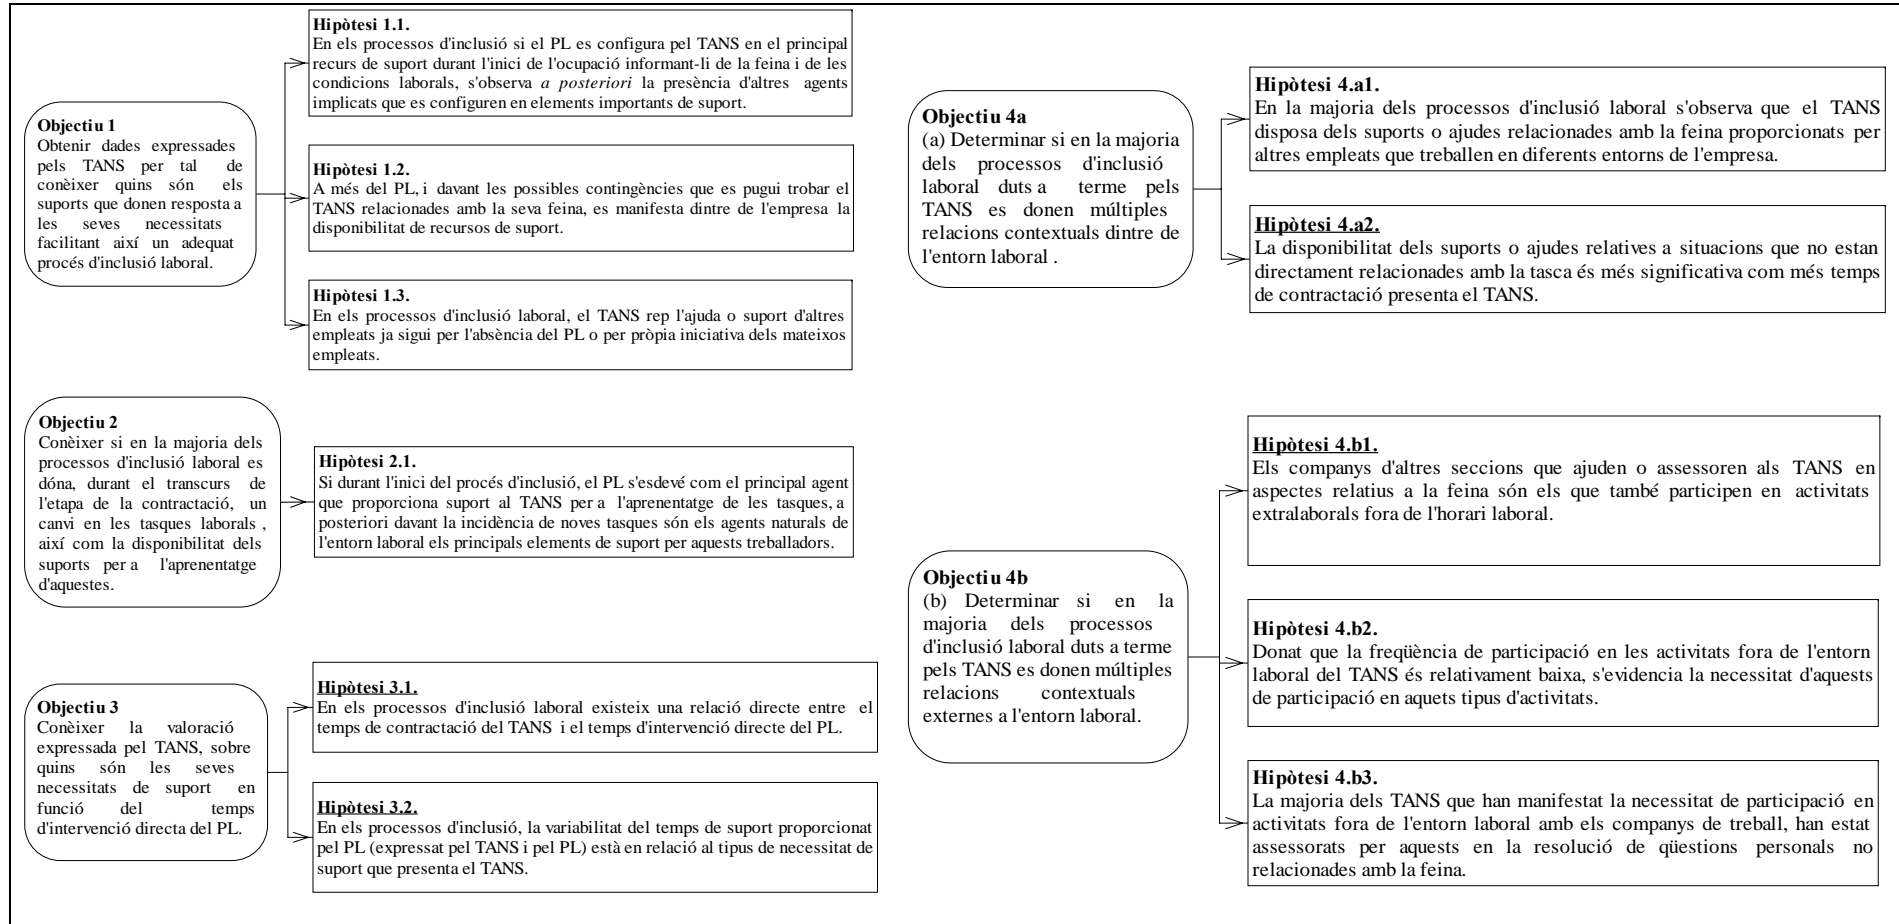 Objectiu 1
Obtenir dades expressades
pels TANS per tal de
conèixer quins són els
suports que donen resposta a
les seves necessitats
facilitant així un adequat
procés d'inclusió laboral.
Hipòtesi 1.1.
En els processos d'inclusió si el PL es configura pel TANS en el principal
recurs de suport durant l'inici de l'ocupació informant-li de la feina i de les
condicions laborals, s'observa a posteriori la presència d'altres agents
implicats que es configuren en elements importants de suport.
Hipòtesi 1.2.
A més del PL, i davant les possibles contingències que es pugui trobar el
TANS relacionades amb la seva feina, es manifesta dintre de l'empresa la
disponibilitat de recursos de suport.
Hipòtesi 1.3.
En els processos d'inclusió laboral, el TANS rep l'ajuda o suport d'altres
empleats ja sigui per l'absència del PL o per pròpia iniciativa dels mateixos
empleats.
Objectiu 2
Conèixer si en la majoria dels
processos d'inclusió laboral es
dóna, durant el transcurs de
l'etapa de la contractació, un
canvi en les tasques laborals ,
així com la disponibilitat dels
suports per a l'aprenentatge
d'aquestes.
Hipòtesi 2.1.
Si durant l'inici del procés d'inclusió, el PL s'esdevé com el principal agent
que proporciona suport al TANS per a l'aprenentatge de les tasques, a
posteriori davant la incidència de noves tasques són els agents naturals de
l'entorn laboral els principals elements de suport per aquests treballadors.
Objectiu 3
Conèixer la valoració
expressada pel TANS, sobre
quins són les seves
necessitats de suport en
funció del temps
d'intervenció directa del PL.
Hipòtesi 3.1.
En els processos d'inclusió laboral existeix una relació directe entre el
temps de contractació del TANS i el temps d'intervenció directe del PL.
Hipòtesi 3.2.
En els processos d'inclusió, la variabilitat del temps de suport proporcionat
pel PL (expressat pel TANS i pel PL) està en relació al tipus de necessitat de
suport que presenta el TANS.
Objectiu 4a
(a) Determinar si en la majoria
dels processos d'inclusió
laboral duts a terme pels
TANS es donen múltiples
relacions contextuals dintre de
l'entorn laboral .
Hipòtesi 4.a1.
En la majoria dels processos d'inclusió laboral s'observa que el TANS
disposa dels suports o ajudes relacionades amb la feina proporcionats per
altres empleats que treballen en diferents entorns de l'empresa.
Hipòtesi 4.a2.
La disponibilitat dels suports o ajudes relatives a situacions que no estan
directament relacionades amb la tasca és més significativa com més temps
de contractació presenta el TANS.
Objectiu 4b
(b) Determinar si en la
majoria dels processos
d'inclusió laboral duts a terme
pels TANS es donen múltiples
relacions contextuals
externes a l'entorn laboral.
Hipòtesi 4.b1.
Els companys d'altres seccions que ajuden o assessoren als TANS en
aspectes relatius a la feina són els que també participen en activitats
extralaborals fora de l'horari laboral.
Hipòtesi 4.b2.
Donat que la freqüència de participació en les activitats fora de l'entorn
laboral del TANS és relativament baixa, s'evidencia la necessitat d'aquests
de participació en aquets tipus d'activitats.
Hipòtesi 4.b3.
La majoria dels TANS que han manifestat la necessitat de participació en
activitats fora de l'entorn laboral amb els companys de treball, han estat
assessorats per aquests en la resolució de qüestions personals no
relacionades amb la feina.